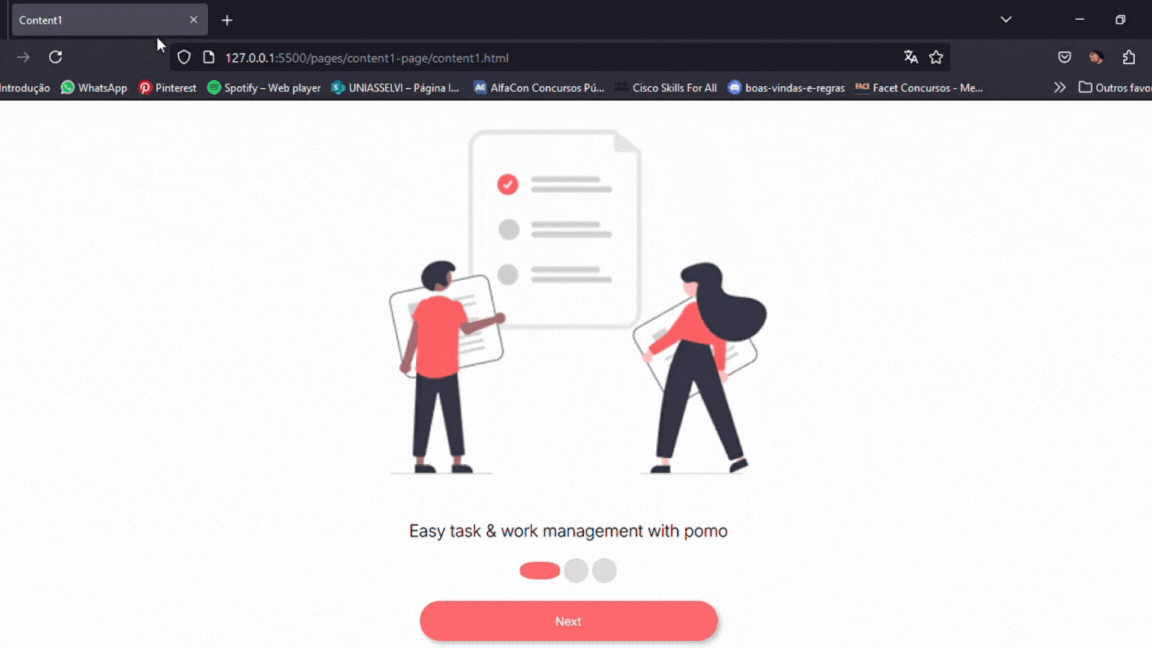 Content1
127.0.0.1:5500/pages/content1-page/content1.html
Introdução WhatsApp Pinterest Spotify – Web player UNIASSELVI – Página I... AlfaCon Concursos Pú... Cisco Skills For All boas-vindas-e-regras Facet Concursos - Me... Outros favo
Easy task & work management with pomo
Next